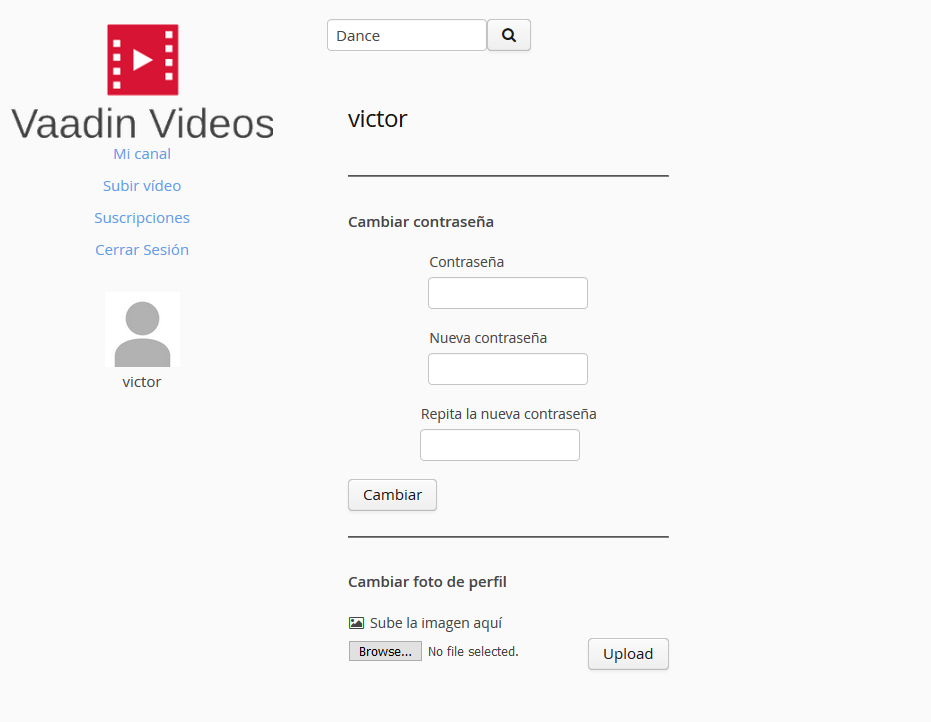 Dance
Vaadin Videos
Mi canal
Subir vídeo
Suscripciones
Cerrar Sesión
victor
victor
Cambiar contraseña
Contraseña
Nueva contraseña
Repita la nueva contraseña
Cambiar
Cambiar foto de perfil
Sube la imagen aquí
Browse... No file selected.
Upload